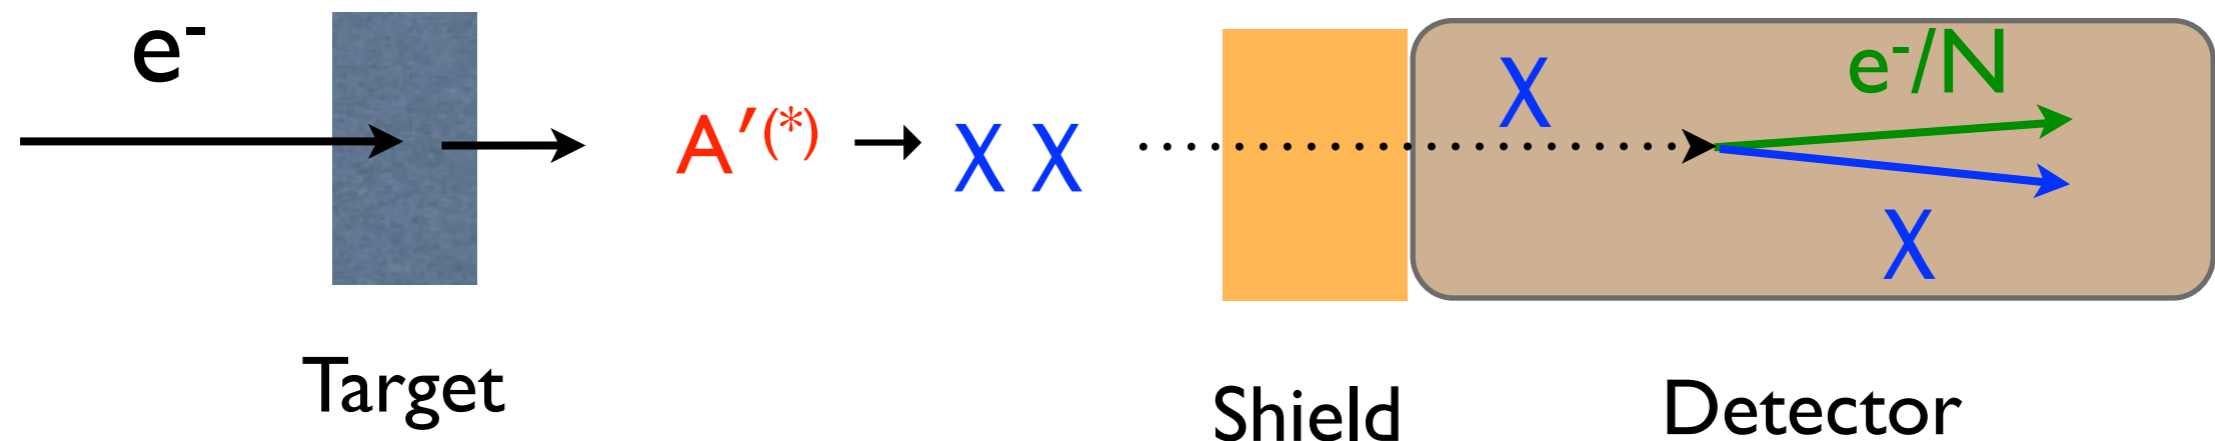 e-
Target
A′(*)
X X
Shield
X
e-/N
X
Detector